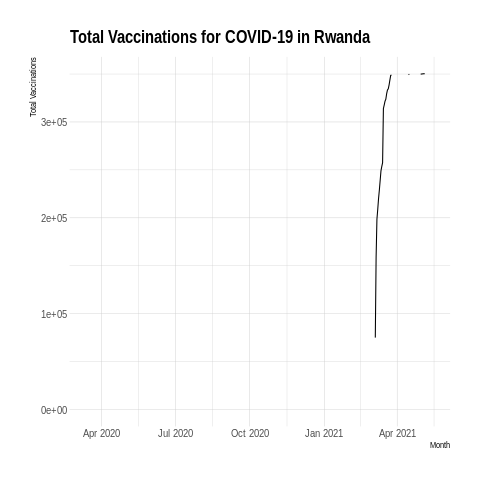 Total Vaccinations for COVID-19 in Rwanda
Total Vaccinations
3e+05
2e+05
1e+05
0e+00
Apr 2020 Jul 2020 Oct 2020 Jan 2021 Apr 2021
Month